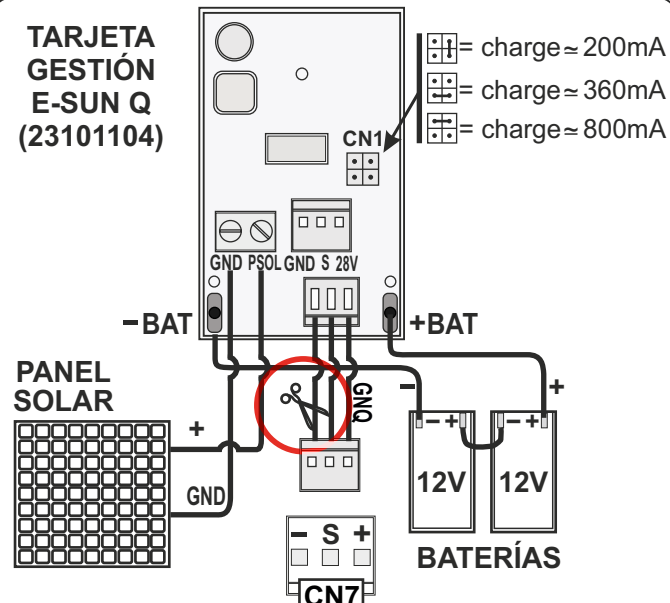 TARJETA
GESTIÓN
E-SUN Q
(23101104)
= charge≃200mA
= charge≃360mA
= charge≃800mA
CN1
GND PSOL GND S 28V
-BAT
+BAT
PANEL
SOLAR
+
GND
GNQ
- +
- + - +
12V 12V
BATERÍAS
- S +
CN7